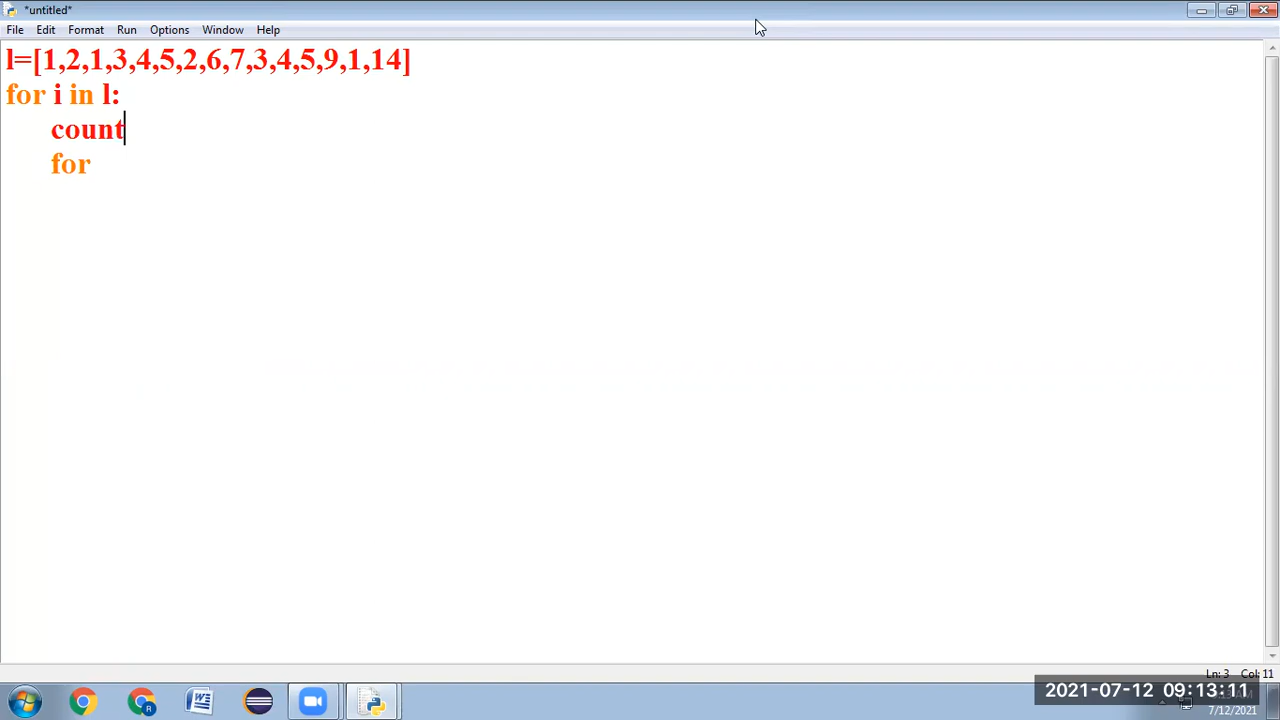 *untitled*
File Edit Format Run Options Window Help
l=[1,2,1,3,4,5,2,6,7,3,4,5,9,1,14]
for i in l:
count
for
Ln: 3 Col: 11
2021-07-12 09:13:11
7/12/2021